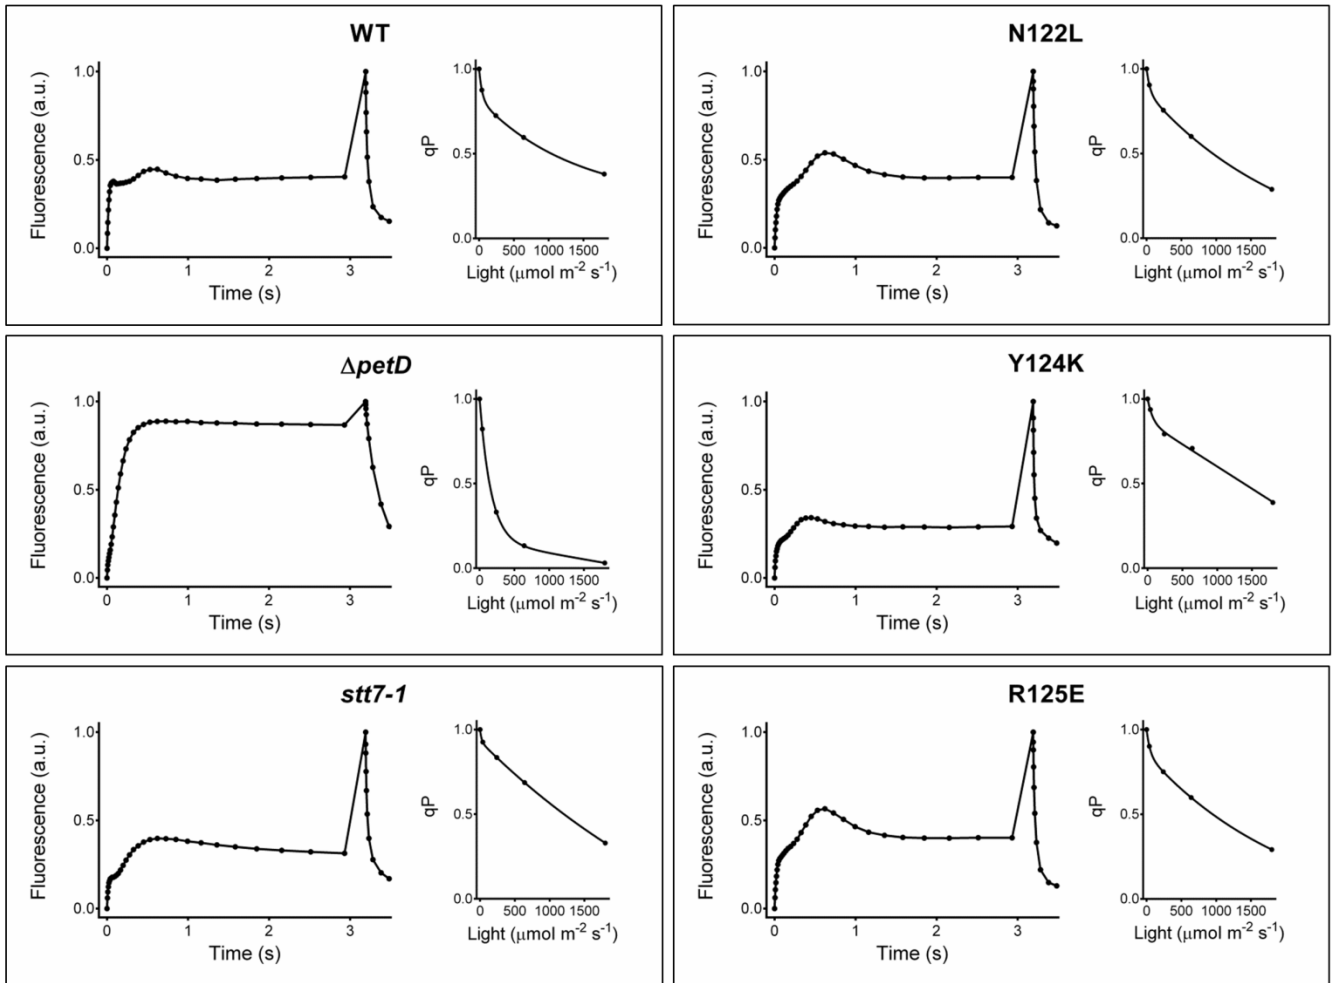 WT
Fluorescence (a.u.)
1.0
0.5
0.0
0 1 2 3
Time (s)
qP
1.0
0.5
0.0
0 500 1000 1500
Light (μmol m⁻² s⁻¹)
N122L
Fluorescence (a.u.)
1.0
0.5
0.0
0 1 2 3
Time (s)
qP
1.0
0.5
0.0
0 500 1000 1500
Light (μmol m⁻² s⁻¹)
ΔpetD
Fluorescence (a.u.)
1.0
0.5
0.0
0 1 2 3
Time (s)
qP
1.0
0.5
0.0
0 500 1000 1500
Light (μmol m⁻² s⁻¹)
Y124K
Fluorescence (a.u.)
1.0
0.5
0.0
0 1 2 3
Time (s)
qP
1.0
0.5
0.0
0 500 1000 1500
Light (μmol m⁻² s⁻¹)
stt7-1
Fluorescence (a.u.)
1.0
0.5
0.0
0 1 2 3
Time (s)
qP
1.0
0.5
0.0
0 500 1000 1500
Light (μmol m⁻² s⁻¹)
R125E
Fluorescence (a.u.)
1.0
0.5
0.0
0 1 2 3
Time (s)
qP
1.0
0.5
0.0
0 500 1000 1500
Light (μmol m⁻² s⁻¹)